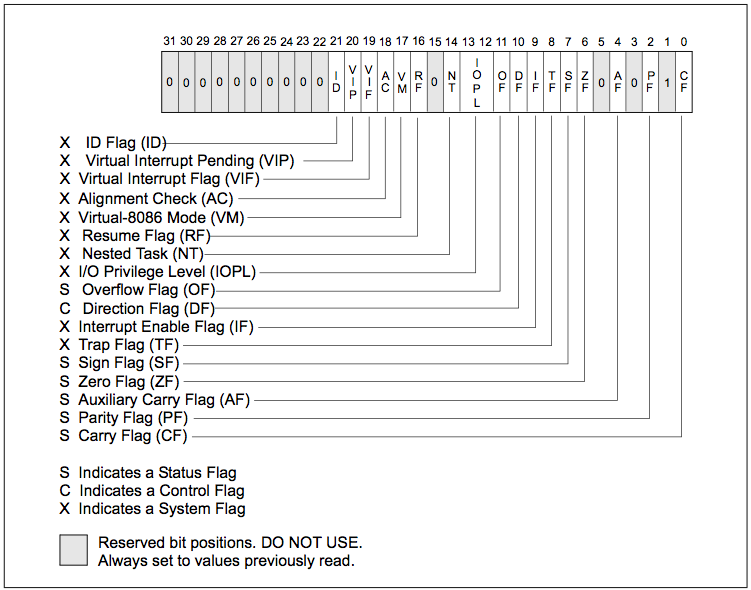 31 30 29 28 27 26 25 24 23 22 21 20 19 18 17 16 15 14 13 12 11 10 9 8 7 6 5 4 3 2 1 0
0 0 0 0 0 0 0 0 0 0 ID VIP VIF AC VM RF 0 NT IOPL OF DF IF TF SF ZF 0 AF 0 PF 1 CF
X ID Flag (ID)
X Virtual Interrupt Pending (VIP)
X Virtual Interrupt Flag (VIF)
X Alignment Check (AC)
X Virtual-8086 Mode (VM)
X Resume Flag (RF)
X Nested Task (NT)
X I/O Privilege Level (IOPL)
S Overflow Flag (OF)
C Direction Flag (DF)
X Interrupt Enable Flag (IF)
X Trap Flag (TF)
S Sign Flag (SF)
S Zero Flag (ZF)
S Auxiliary Carry Flag (AF)
S Parity Flag (PF)
S Carry Flag (CF)
S Indicates a Status Flag
C Indicates a Control Flag
X Indicates a System Flag
Reserved bit positions. DO NOT USE.
Always set to values previously read.